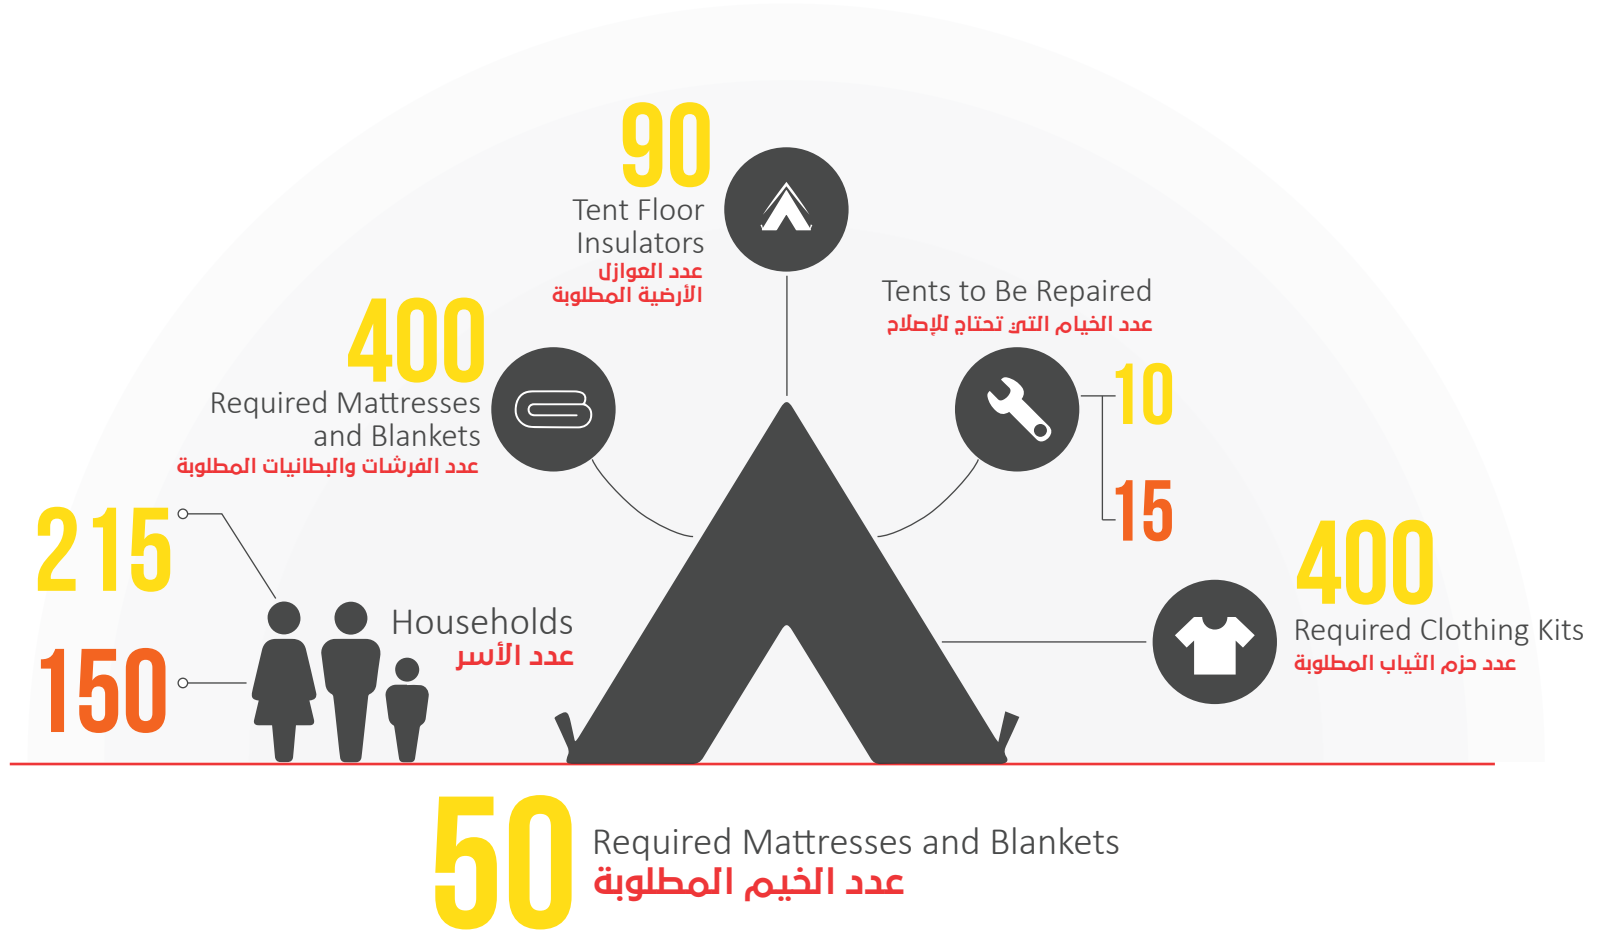 90
Tent Floor
Insulators
عدد العوازل
الأرضية المطلوبة
Tents to Be Repaired
عدد الخيام التي تحتاج للإصلاح
10
15
400
Required Mattresses
and Blankets
عدد الفرشات والبطانيات المطلوبة
215
150
Households
عدد الأسر
400
Required Clothing Kits
عدد حزم الثياب المطلوبة
50
Required Mattresses and Blankets
عدد الخيم المطلوبة